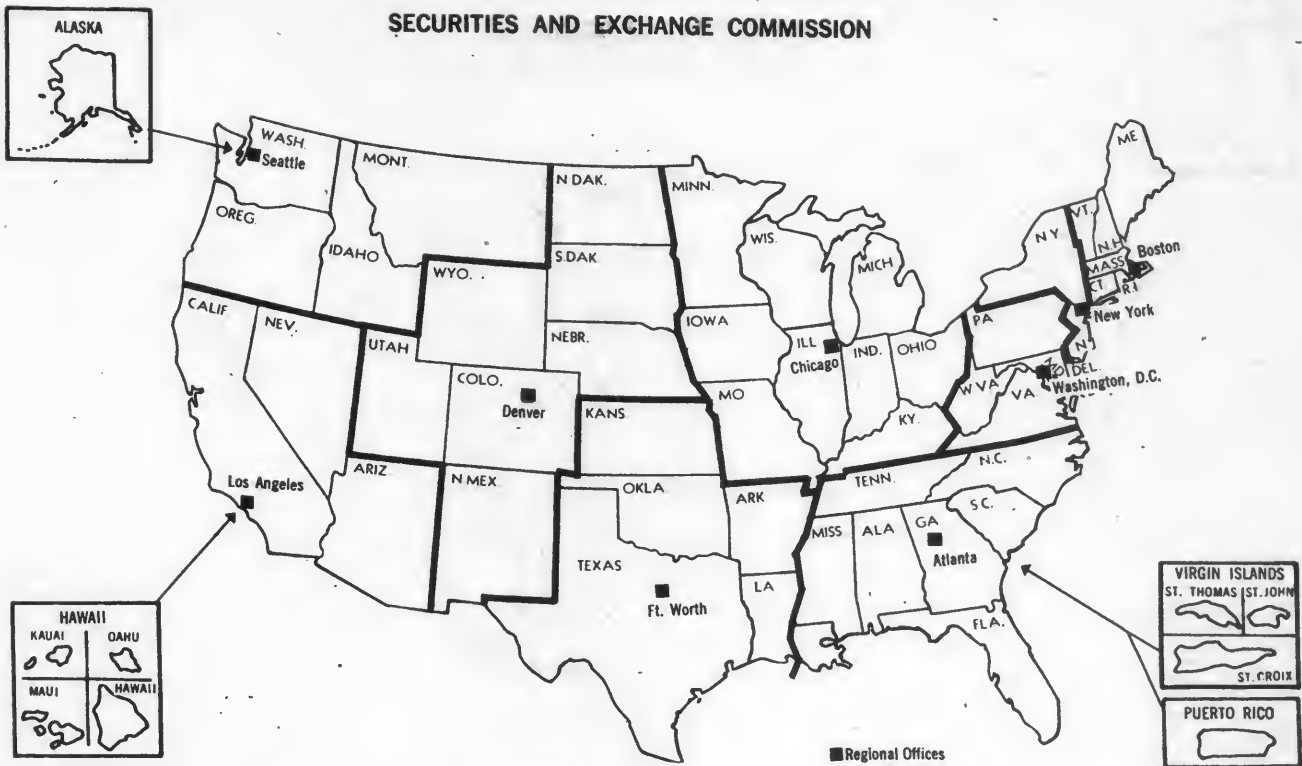 SECURITIES AND EXCHANGE COMMISSION
ALASKA
WASH.
Seattle
MONT.
N DAK.
MINN.
ME
OREG.
IDAHO
WYO.
S.DAK
WIS.
MICH
N Y
VT.
N.H
MASS
Boston
CT
R.I
CALIF
NEV.
UTAH
COLO.
Denver
NEBR.
IOWA
ILL
Chicago
IND.
OHIO
PA
New York
N
DEL.
Washington, D.C.
W VA
VA.
KANS
MO
KY.
Los Angeles
ARIZ
N MEX.
OKLA.
ARK
TENN.
N.C.
S.C.
MISS
ALA
GA
Atlanta
TEXAS
Ft. Worth
LA
FLA.
HAWAII
KAUAI
OAHU
MAUI
HAWAII
VIRGIN ISLANDS
ST. THOMAS
ST. JOHN
ST. CROIX
PUERTO RICO
Regional Offices